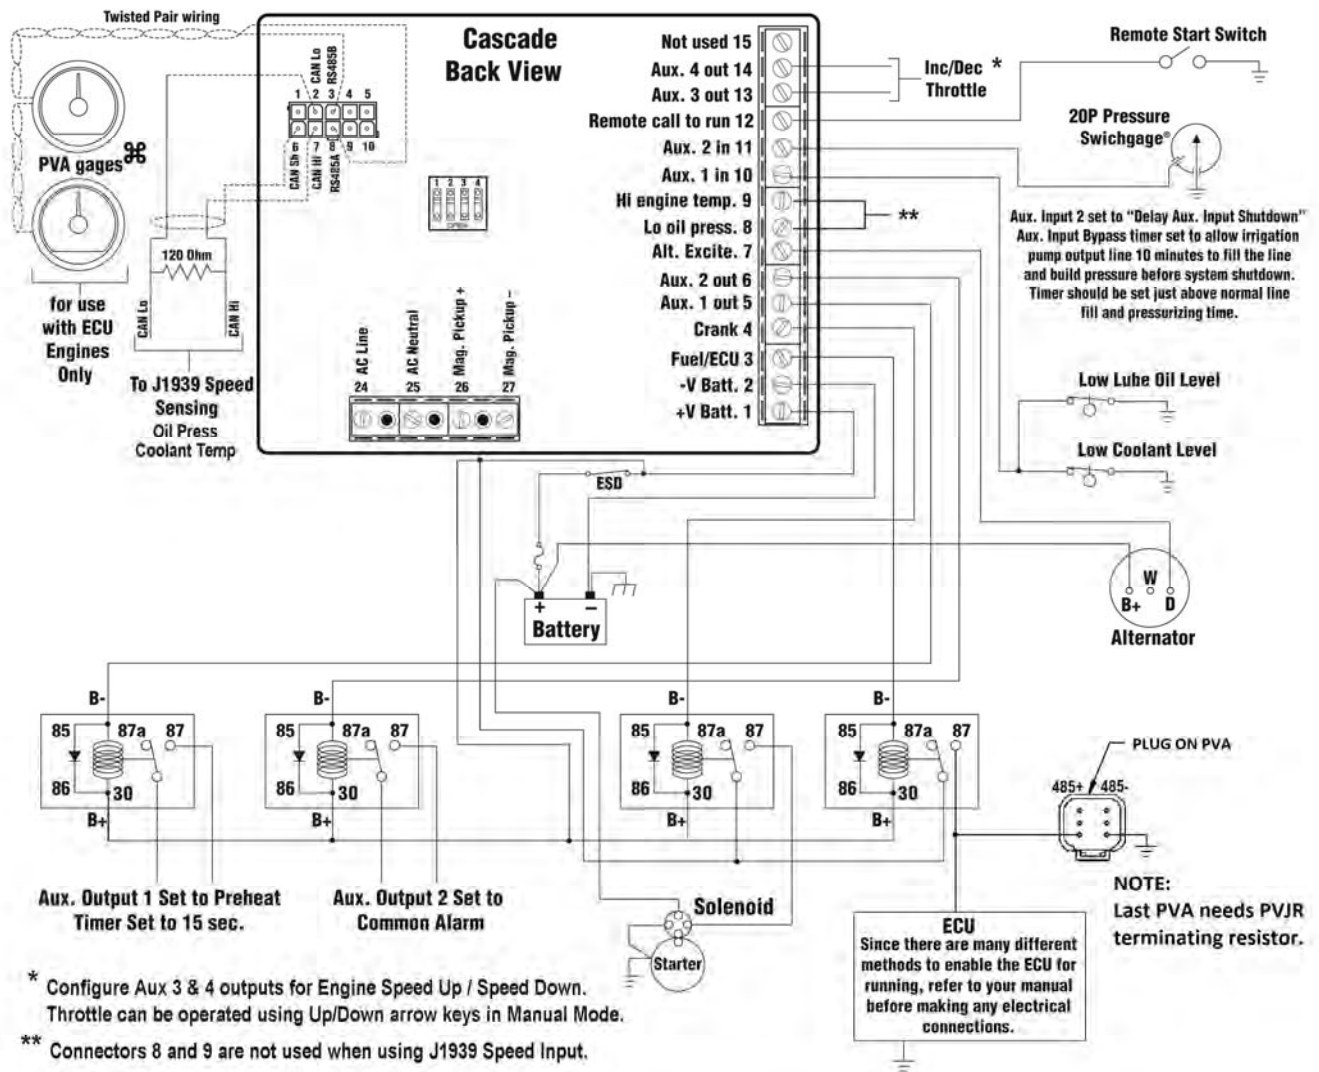 Twisted Pair wiring
Cascade
Back View
CAN Lo
RS485B
1 2 3 4 5
6 7 8 9 10
CAN Sh
CAN Hi
RS485A
PVA gages⌘
for use
with ECU
Engines
Only
120 Ohm
CAN Lo
CAN Hi
To J1939 Speed
Sensing
Oil Press
Coolant Temp
1 2 3 4
OPEN
AC Line
AC Neutral
Mag. Pickup +
Mag. Pickup –
24 25 26 27
Not used 15
Aux. 4 out 14
Aux. 3 out 13
Remote call to run 12
Aux. 2 in 11
Aux. 1 in 10
Hi engine temp. 9
Lo oil press. 8
Alt. Excite. 7
Aux. 2 out 6
Aux. 1 out 5
Crank 4
Fuel/ECU 3
-V Batt. 2
+V Batt. 1
Inc/Dec *
Throttle
**
Remote Start Switch
20P Pressure
Swichgage®
Aux. Input 2 set to “Delay Aux. Input Shutdown”
Aux. Input Bypass timer set to allow irrigation
pump output line 10 minutes to fill the line
and build pressure before system shutdown.
Timer should be set just above normal line
fill and pressurizing time.
Low Lube Oil Level
Low Coolant Level
ESD
+ –
Battery
W
B+ D
Alternator
B-
85 87a 87
86 30
B+
B-
85 87a 87
86 30
B+
B-
85 87a 87
86 30
B+
B-
85 87a 87
86 30
B+
PLUG ON PVA
485+ 485-
Aux. Output 1 Set to Preheat
Timer Set to 15 sec.
Aux. Output 2 Set to
Common Alarm
Solenoid
Starter
ECU
Since there are many different
methods to enable the ECU for
running, refer to your manual
before making any electrical
connections.
NOTE:
Last PVA needs PVJR
terminating resistor.
* Configure Aux 3 & 4 outputs for Engine Speed Up / Speed Down.
Throttle can be operated using Up/Down arrow keys in Manual Mode.
** Connectors 8 and 9 are not used when using J1939 Speed Input.